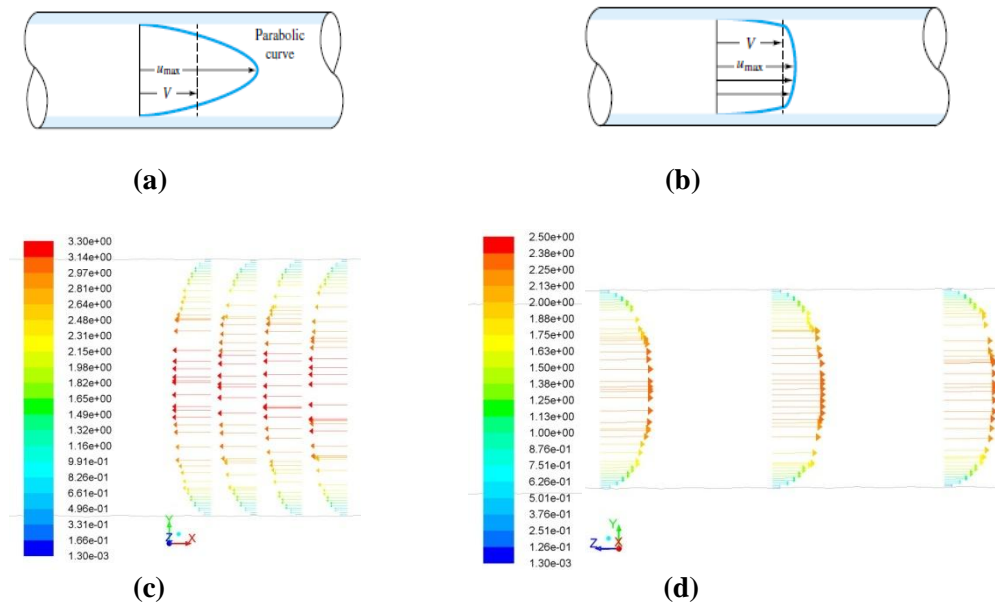 Parabolic
curve
u max
V
V
u max
(a)
(b)
3.30e+00
3.14e+00
2.97e+00
2.81e+00
2.64e+00
2.48e+00
2.31e+00
2.15e+00
1.98e+00
1.82e+00
1.65e+00
1.49e+00
1.32e+00
1.16e+00
9.91e-01
8.26e-01
6.61e-01
4.96e-01
3.31e-01
1.66e-01
1.30e-03
Y
Z
X
(c)
2.50e+00
2.38e+00
2.25e+00
2.13e+00
2.00e+00
1.88e+00
1.75e+00
1.63e+00
1.50e+00
1.38e+00
1.25e+00
1.13e+00
1.00e+00
8.76e-01
7.51e-01
6.26e-01
5.01e-01
3.76e-01
2.51e-01
1.26e-01
1.30e-03
Y
Z
X
(d)